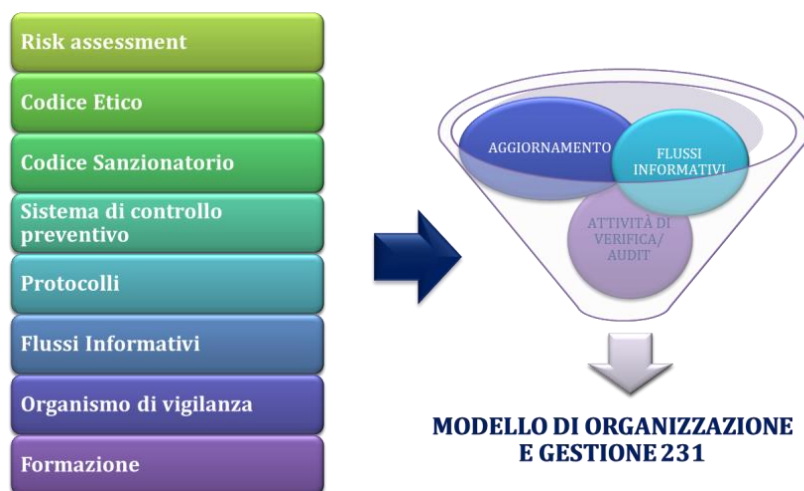 Risk assessment
Codice Etico
Codice Sanzionatorio
Sistema di controllo
preventivo
Protocolli
Flussi Informativi
Organismo di vigilanza
Formazione
AGGIORNAMENTO
FLUSSI
INFORMATIVI
ATTIVITÀ DI
VERIFICA/
AUDIT
MODELLO DI ORGANIZZAZIONE
E GESTIONE 231